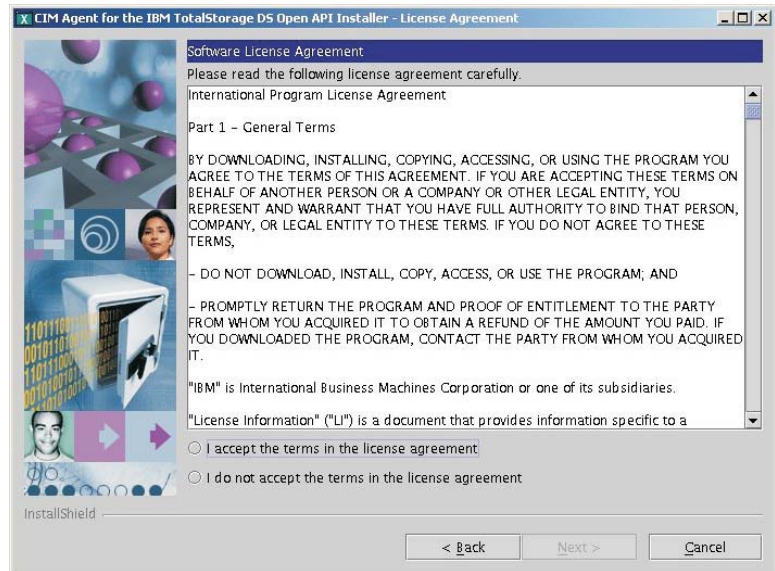 CIM Agent for the IBM TotalStorage DS Open API Installer - License Agreement
Software License Agreement
Please read the following license agreement carefully.
International Program License Agreement
Part 1 – General Terms
BY DOWNLOADING, INSTALLING, COPYING, ACCESSING, OR USING THE PROGRAM YOU
AGREE TO THE TERMS OF THIS AGREEMENT. IF YOU ARE ACCEPTING THESE TERMS ON
BEHALF OF ANOTHER PERSON OR A COMPANY OR OTHER LEGAL ENTITY, YOU
REPRESENT AND WARRANT THAT YOU HAVE FULL AUTHORITY TO BIND THAT PERSON,
COMPANY, OR LEGAL ENTITY TO THESE TERMS. IF YOU DO NOT AGREE TO THESE
TERMS,
– DO NOT DOWNLOAD, INSTALL, COPY, ACCESS, OR USE THE PROGRAM; AND
– PROMPTLY RETURN THE PROGRAM AND PROOF OF ENTITLEMENT TO THE PARTY
FROM WHOM YOU ACQUIRED IT TO OBTAIN A REFUND OF THE AMOUNT YOU PAID. IF
YOU DOWNLOADED THE PROGRAM, CONTACT THE PARTY FROM WHOM YOU ACQUIRED
IT.
"IBM" is International Business Machines Corporation or one of its subsidiaries.
"License Information" ("LI") is a document that provides information specific to a
I accept the terms in the license agreement
I do not accept the terms in the license agreement
InstallShield
< Back
Next >
Cancel